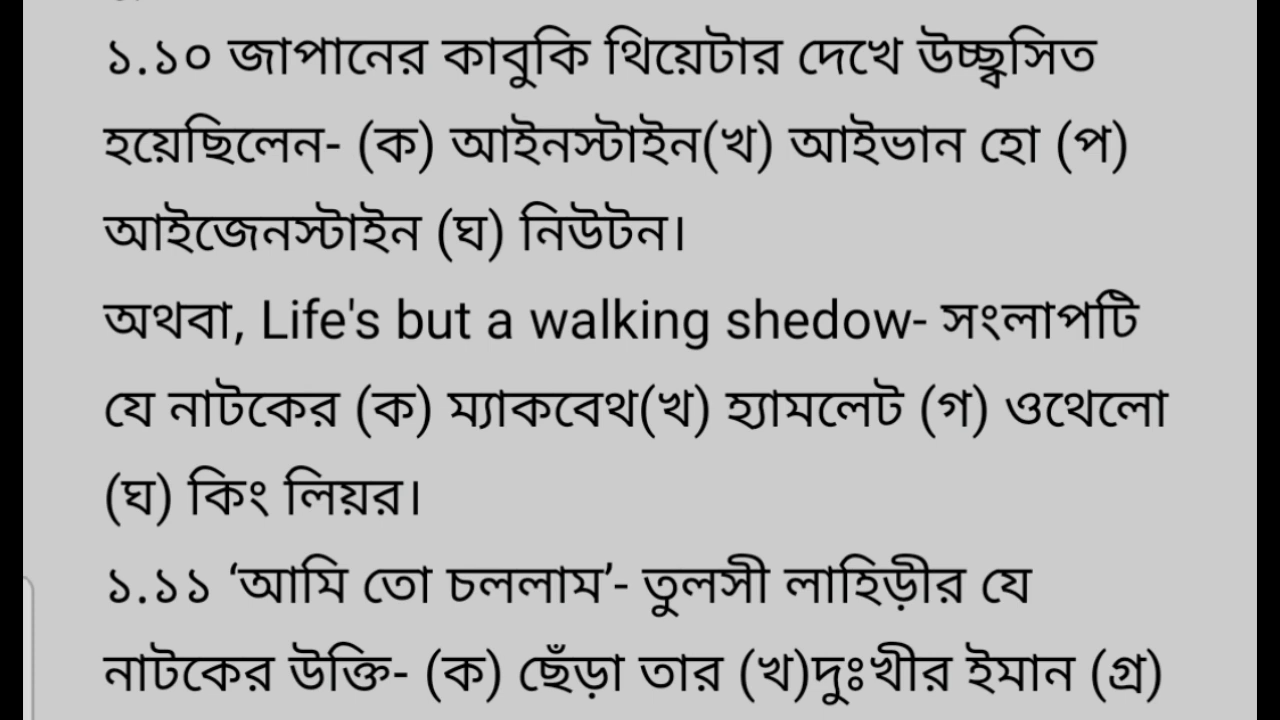 ১.১০ জাপানের কাবুকি থিয়েটার দেখে উচ্ছ্বসিত
হয়েছিলেন- (ক) আইনস্টাইন(খ) আইভান হো (প)
আইজেনস্টাইন (ঘ) নিউটন।
অথবা, Life's but a walking shedow- সংলাপটি
যে নাটকের (ক) ম্যাকবেথ(খ) হ্যামলেট (গ) ওথেলো
(ঘ) কিং লিয়র।
১.১১ ‘আমি তো চললাম’- তুলসী লাহিড়ীর যে
নাটকের উক্তি- (ক) ছেঁড়া তার (খ)দুঃখীর ইমান (গ্র)